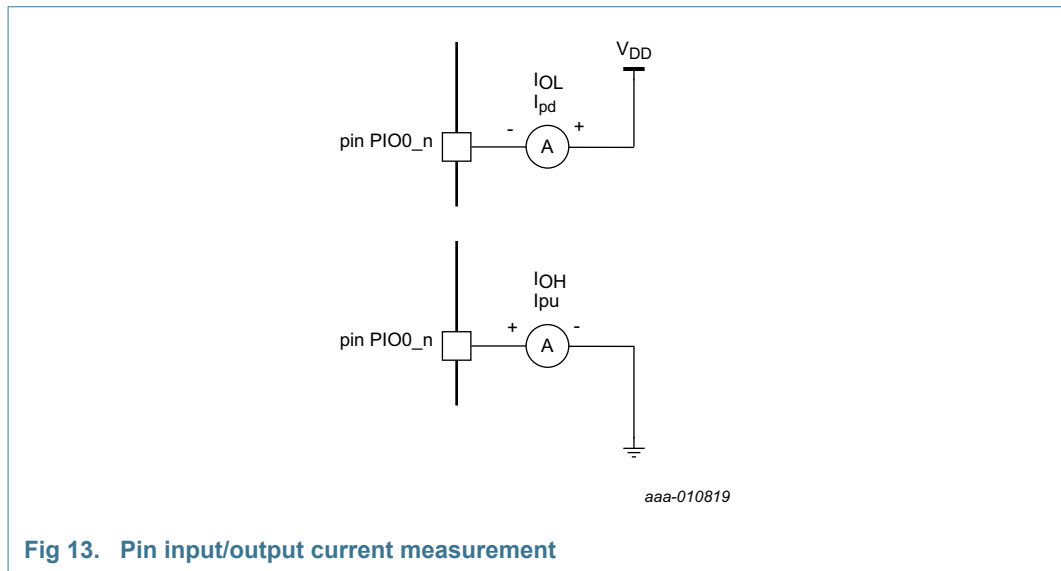 VDD
IOL
Ipd
- +
A
pin PIO0_n
IOH
Ipu
+ -
A
pin PIO0_n
aaa-010819
Fig 13. Pin input/output current measurement